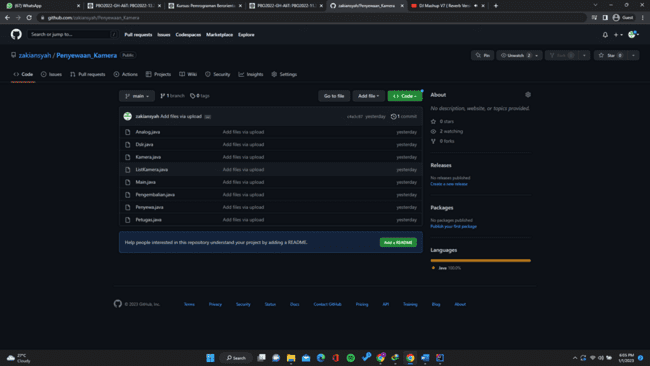 (67) WhatsApp
PBO2022-GH-A6T: PBO2022-1
Kursus: Pemrograman Berorient
PBO2022-GH-A6T: PBO2022-1
zakiansyah/Penyewaan_Kamera
DJ Mashup V7 ( Reverb Versi
github.com/zakiansyah/Penyewaan_Kamera
Guest
Search or jump to...
/
Pull requests Issues Codespaces Marketplace Explore
zakiansyah / Penyewaan_Kamera Public
Pin Unwatch 2 Fork Star 0
Code Issues Pull requests Actions Projects Wiki Security Insights Settings
main 1 branch 0 tags
Go to file Add file Code
zakiansyah Add files via upload yesterday 1 commit
Analog.java Add files via upload yesterday
Dslr.java Add files via upload yesterday
Kamera.java Add files via upload yesterday
ListKamera.java Add files via upload yesterday
Main.java Add files via upload yesterday
Pengembalian.java Add files via upload yesterday
Penyewa.java Add files via upload yesterday
Petugas.java Add files via upload yesterday
Help people interested in this repository understand your project by adding a README.
Add a README
About
No description, website, or topics provided.
0 stars
2 watching
0 forks
Releases
No releases published
Create a new release
Packages
No packages published
Publish your first package
Languages
Java 100.0%
© 2023 GitHub, Inc. Terms Privacy Security Status Docs Contact GitHub Pricing API Training Blog About
27°C
Cloudy
Search
6:03 PM
1/1/2023